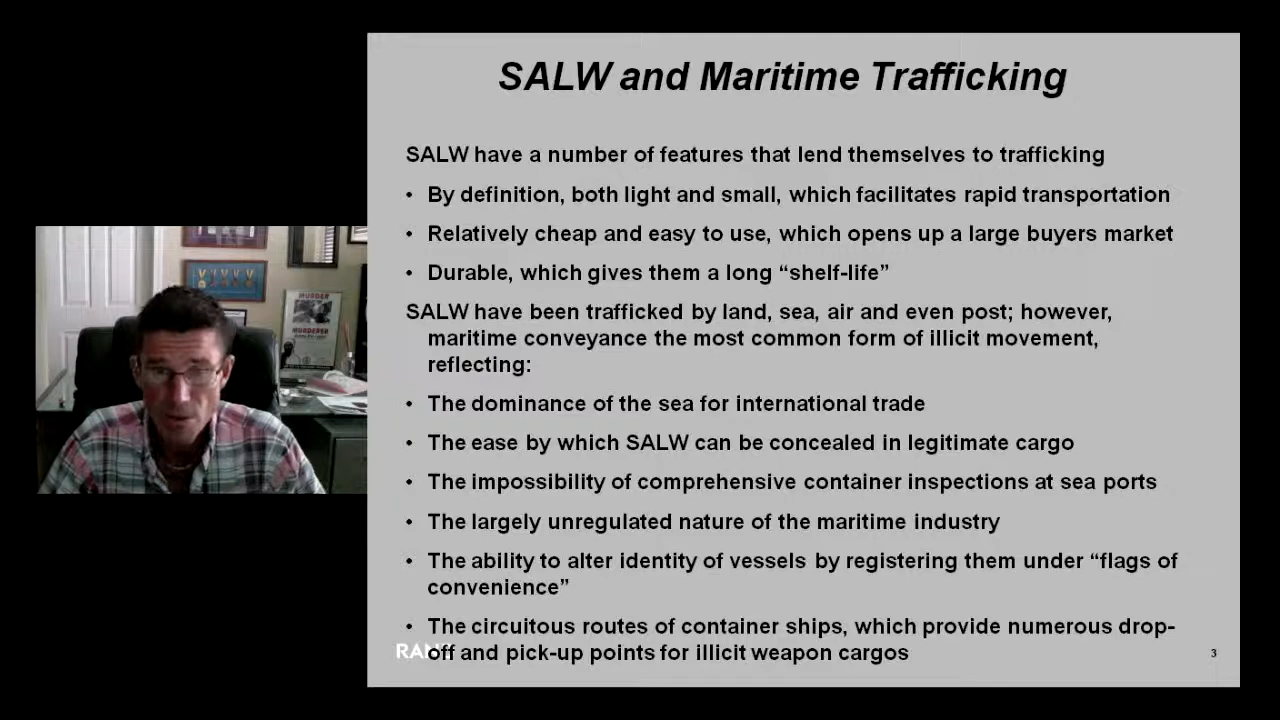 SALW and Maritime Trafficking
SALW have a number of features that lend themselves to trafficking
• By definition, both light and small, which facilitates rapid transportation
• Relatively cheap and easy to use, which opens up a large buyers market
• Durable, which gives them a long “shelf-life”
SALW have been trafficked by land, sea, air and even post; however,
maritime conveyance the most common form of illicit movement,
reflecting:
• The dominance of the sea for international trade
• The ease by which SALW can be concealed in legitimate cargo
• The impossibility of comprehensive container inspections at sea ports
• The largely unregulated nature of the maritime industry
• The ability to alter identity of vessels by registering them under “flags of
convenience”
• The circuitous routes of container ships, which provide numerous drop-
off and pick-up points for illicit weapon cargos
3
MURDER
MURDERER